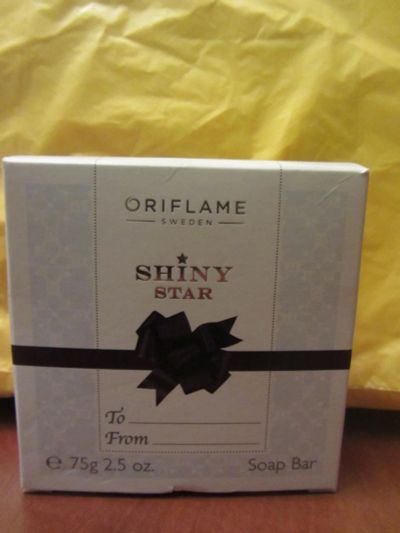 ORIFLAME
SWEDEN
SHINY
STAR
To
From
e 75g 2.5 oz. Soap Bar